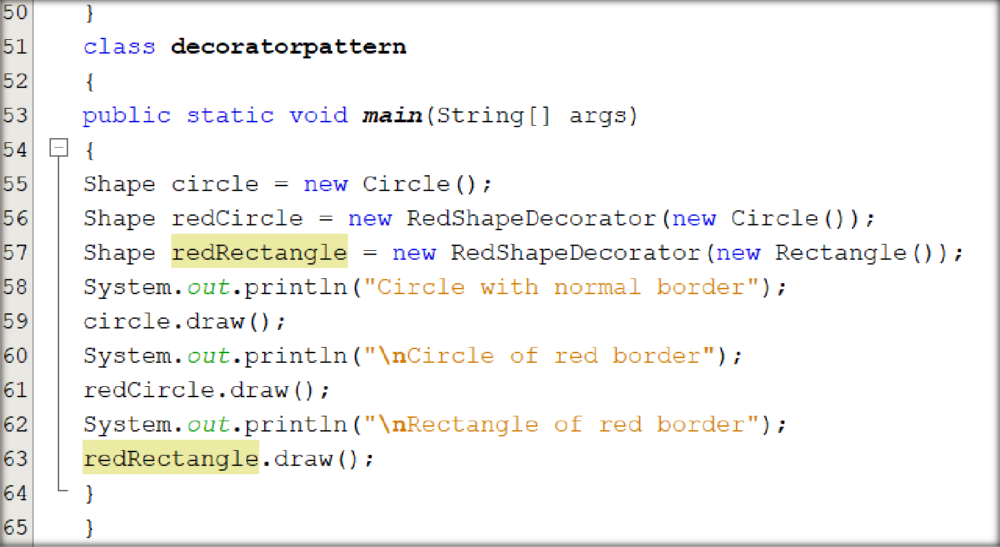 50 }
51 class decoratorpattern
52 {
53 public static void main(String[] args)
54 {
55 Shape circle = new Circle();
56 Shape redCircle = new RedShapeDecorator(new Circle());
57 Shape redRectangle = new RedShapeDecorator(new Rectangle());
58 System.out.println("Circle with normal border");
59 circle.draw();
60 System.out.println("\nCircle of red border");
61 redCircle.draw();
62 System.out.println("\nRectangle of red border");
63 redRectangle.draw();
64 }
65 }